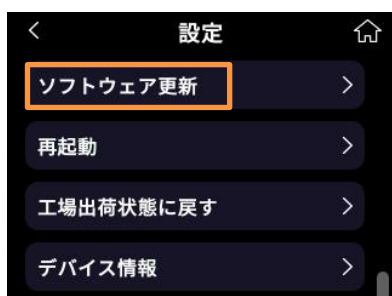 設定
ソフトウェア更新
再起動
工場出荷状態に戻す
デバイス情報